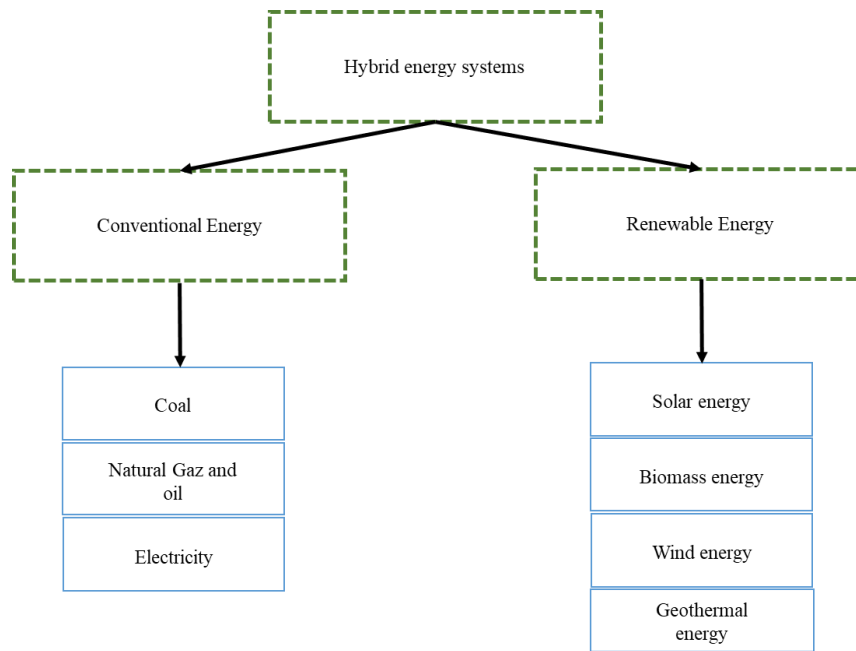 Hybrid energy systems
Conventional Energy
Renewable Energy
Coal
Natural Gaz and
oil
Electricity
Solar energy
Biomass energy
Wind energy
Geothermal
energy